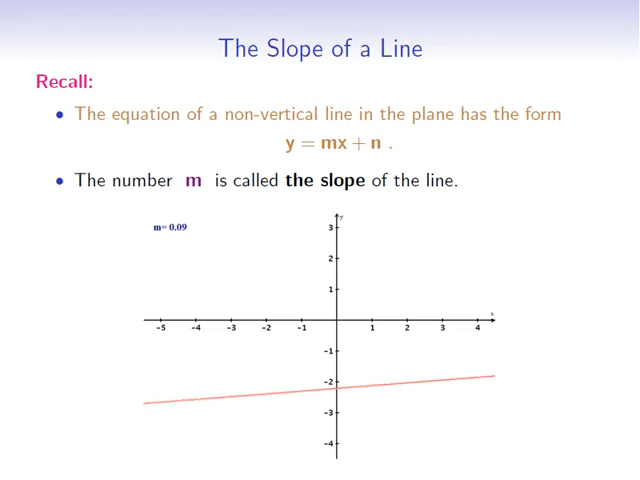 The Slope of a Line
Recall:
• The equation of a non-vertical line in the plane has the form
y = mx + n .
• The number m is called the slope of the line.
m= 0.09
y
3
2
1
x
-5 -4 -3 -2 -1 1 2 3 4
-1
-2
-3
-4